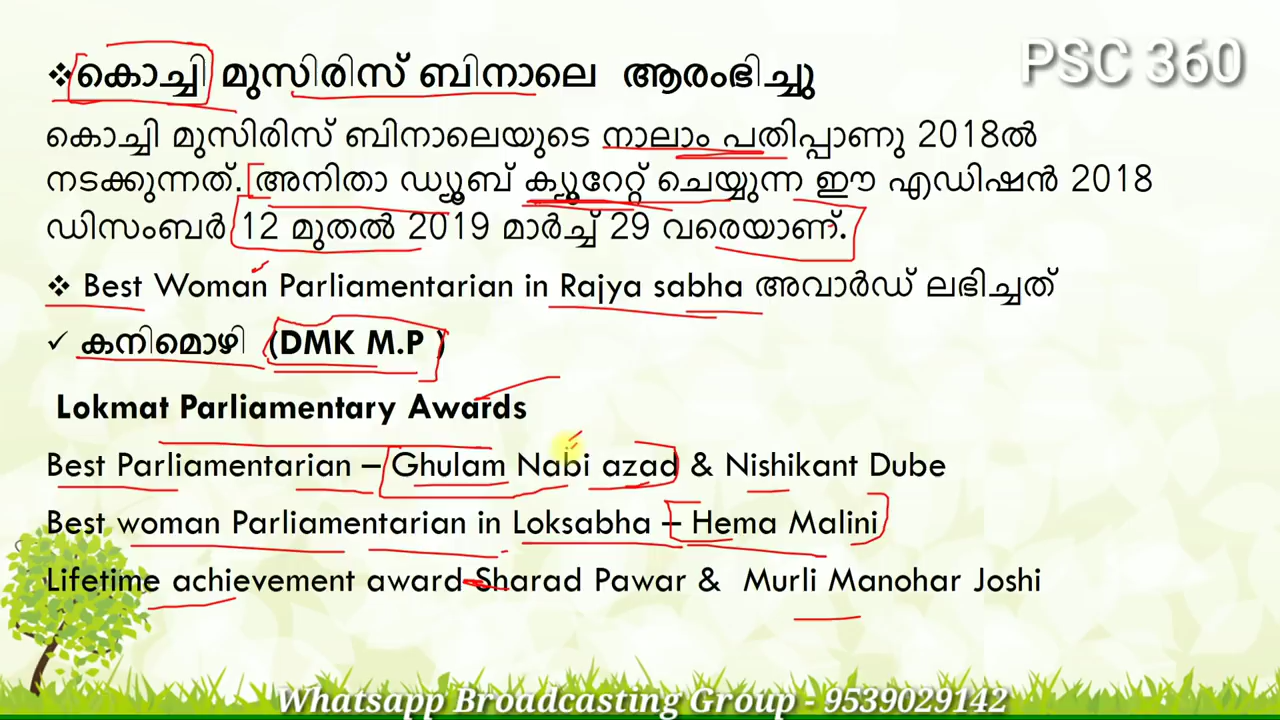 PSC 360
❖കൊച്ചി മുസിരിസ് ബിനാലെ ആരംഭിച്ചു
കൊച്ചി മുസിരിസ് ബിനാലെയുടെ നാലാം പതിപ്പാണു 2018ൽ
നടക്കുന്നത്. അനിതാ ഡ്യൂബ് ക്യൂറേറ്റ് ചെയ്യുന്ന ഈ എഡിഷൻ 2018
ഡിസംബർ 12 മുതൽ 2019 മാർച്ച് 29 വരെയാണ്.
❖ Best Woman Parliamentarian in Rajya sabha അവാർഡ് ലഭിച്ചത്
✓ കനിമൊഴി (DMK M.P )
Lokmat Parliamentary Awards
Best Parliamentarian – Ghulam Nabi azad & Nishikant Dube
Best woman Parliamentarian in Loksabha – Hema Malini
Lifetime achievement award-Sharad Pawar & Murli Manohar Joshi
Whatsapp Broadcasting Group - 9539029142